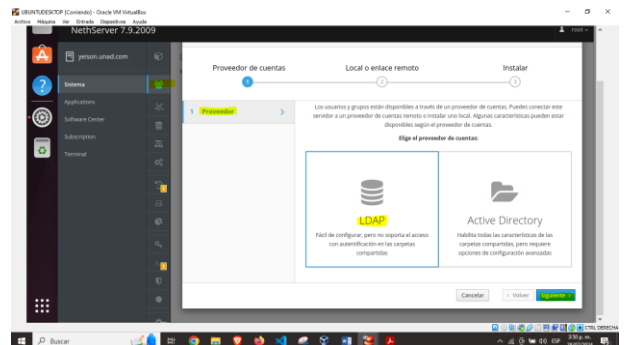 UBUNTUDESKTOP [Corriendo] - Oracle VM VirtualBox
Archivo Máquina Ver Entrada Dispositivos Ayuda
NethServer 7.9.2009
root
yeison.unad.com
Sistema
Applications
Software Center
Subscription
Terminal
Proveedor de cuentas
Local o enlace remoto
Instalar
1
2
3
1 Proveedor
Los usuarios y grupos están disponibles a través de un proveedor de cuentas. Puedes conectar este
servidor a un proveedor de cuentas remoto o instalar uno local. Algunas características pueden estar
disponibles según el proveedor de cuentas.
Elige el proveedor de cuentas:
LDAP
Fácil de configurar, pero no soporta el acceso
con autentificación en las carpetas
compartidas
Active Directory
Habilita todas las características de las
carpetas compartidas, pero requiere
opciones de configuración avanzadas
Cancelar
‹ Volver
Siguiente ›
CTRL DERECHA
Buscar
ESP
3:50 p. m.